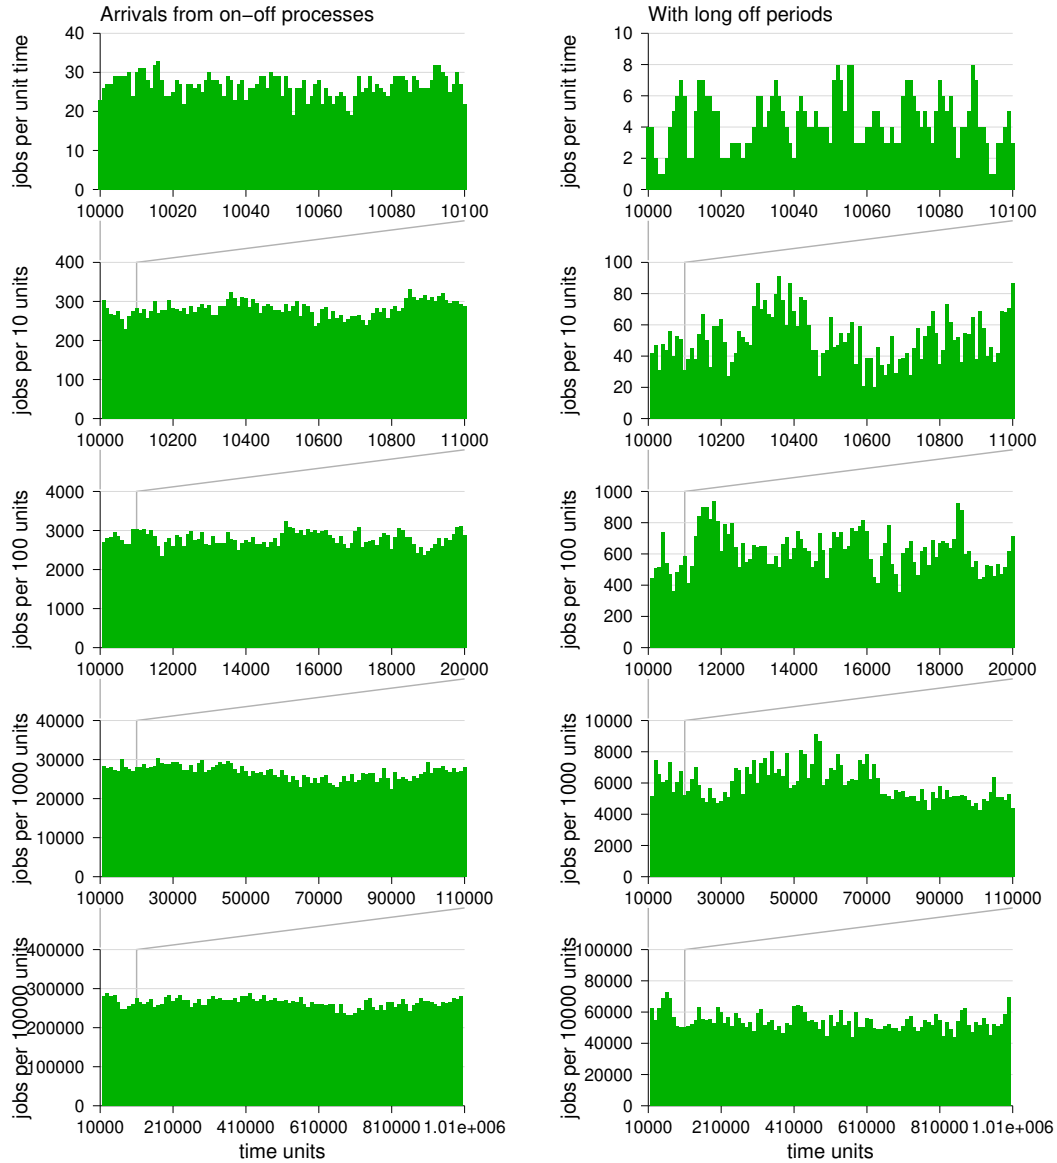 Arrivals from on−off processes
jobs per unit time
40
30
20
10
0
10000 10020 10040 10060 10080 10100
With long off periods
jobs per unit time
10
8
6
4
2
0
10000 10020 10040 10060 10080 10100
jobs per 10 units
400
300
200
100
0
10000 10200 10400 10600 10800 11000
jobs per 10 units
100
80
60
40
20
0
10000 10200 10400 10600 10800 11000
jobs per 100 units
4000
3000
2000
1000
0
10000 12000 14000 16000 18000 20000
jobs per 100 units
1000
800
600
400
200
0
10000 12000 14000 16000 18000 20000
jobs per 1000 units
40000
30000
20000
10000
0
10000 30000 50000 70000 90000 110000
jobs per 1000 units
10000
8000
6000
4000
2000
0
10000 30000 50000 70000 90000 110000
jobs per 10000 units
400000
300000
200000
100000
0
10000 210000 410000 610000 810000 1.01e+006
time units
jobs per 10000 units
100000
80000
60000
40000
20000
0
10000 210000 410000 610000 810000 1.01e+006
time units